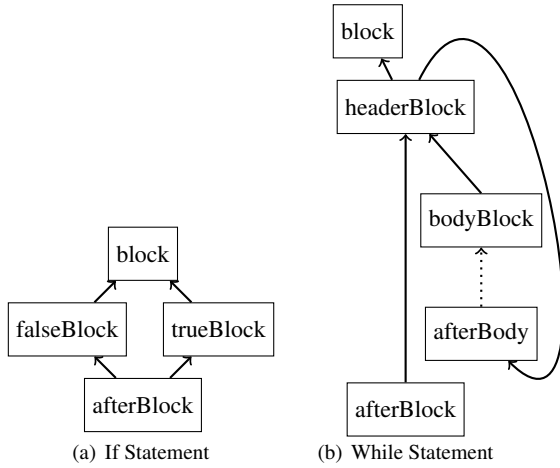 block
headerBlock
bodyBlock
afterBody
afterBlock
block
falseBlock
trueBlock
afterBlock
(a) If Statement
(b) While Statement